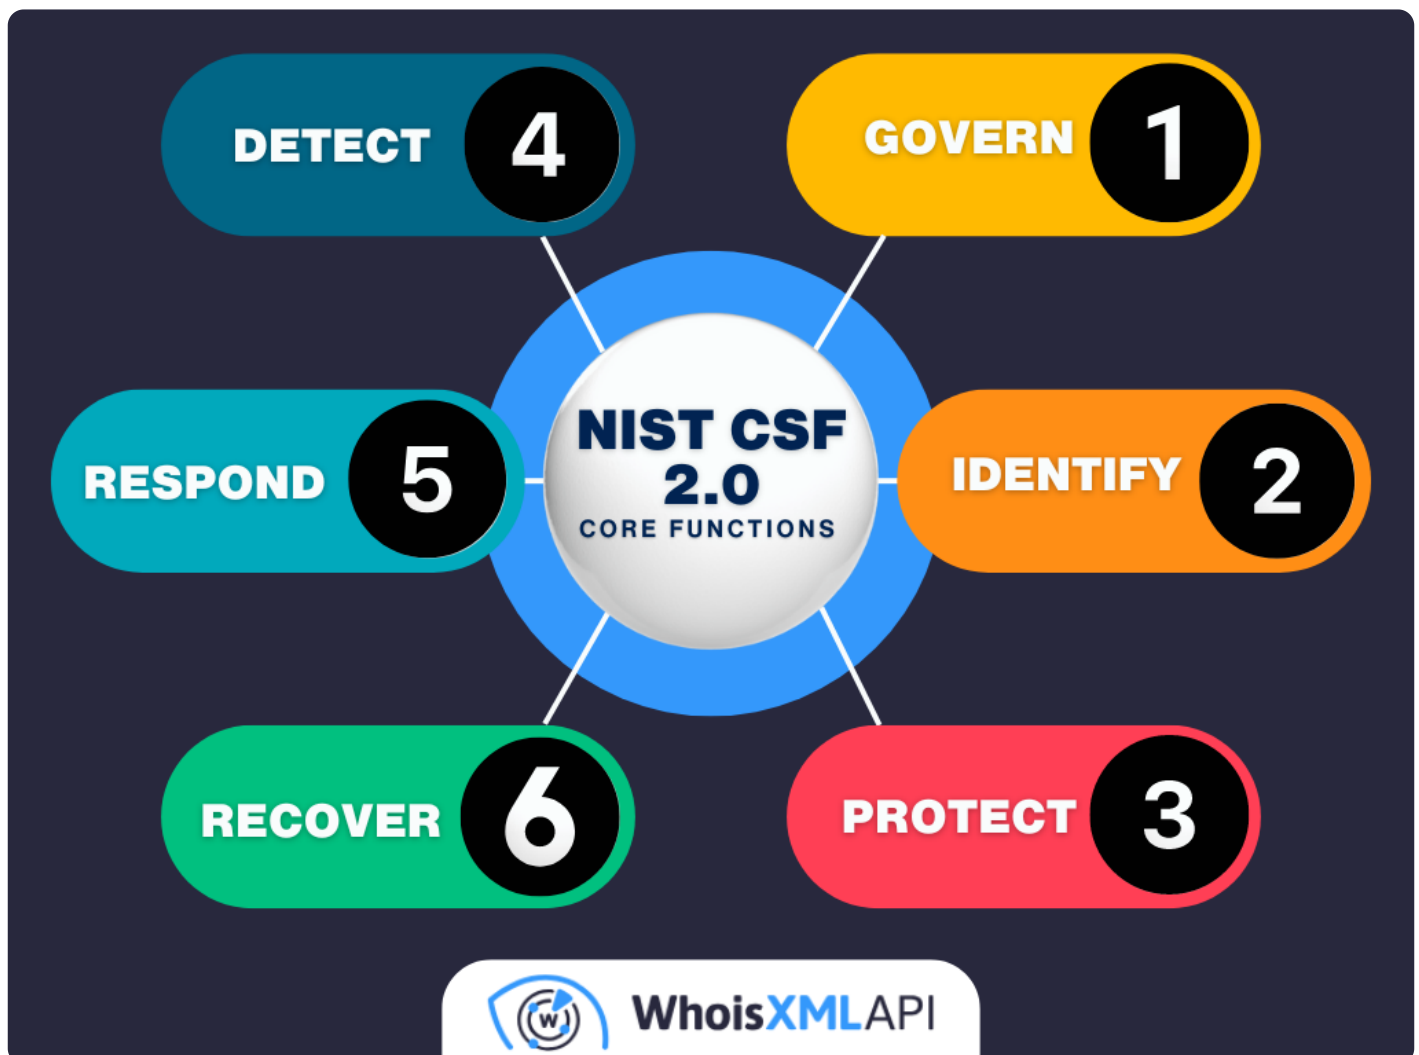 DETECT 4
GOVERN 1
NIST CSF
2.0
CORE FUNCTIONS
RESPOND 5
IDENTIFY 2
RECOVER 6
PROTECT 3
W
WhoisXMLAPI